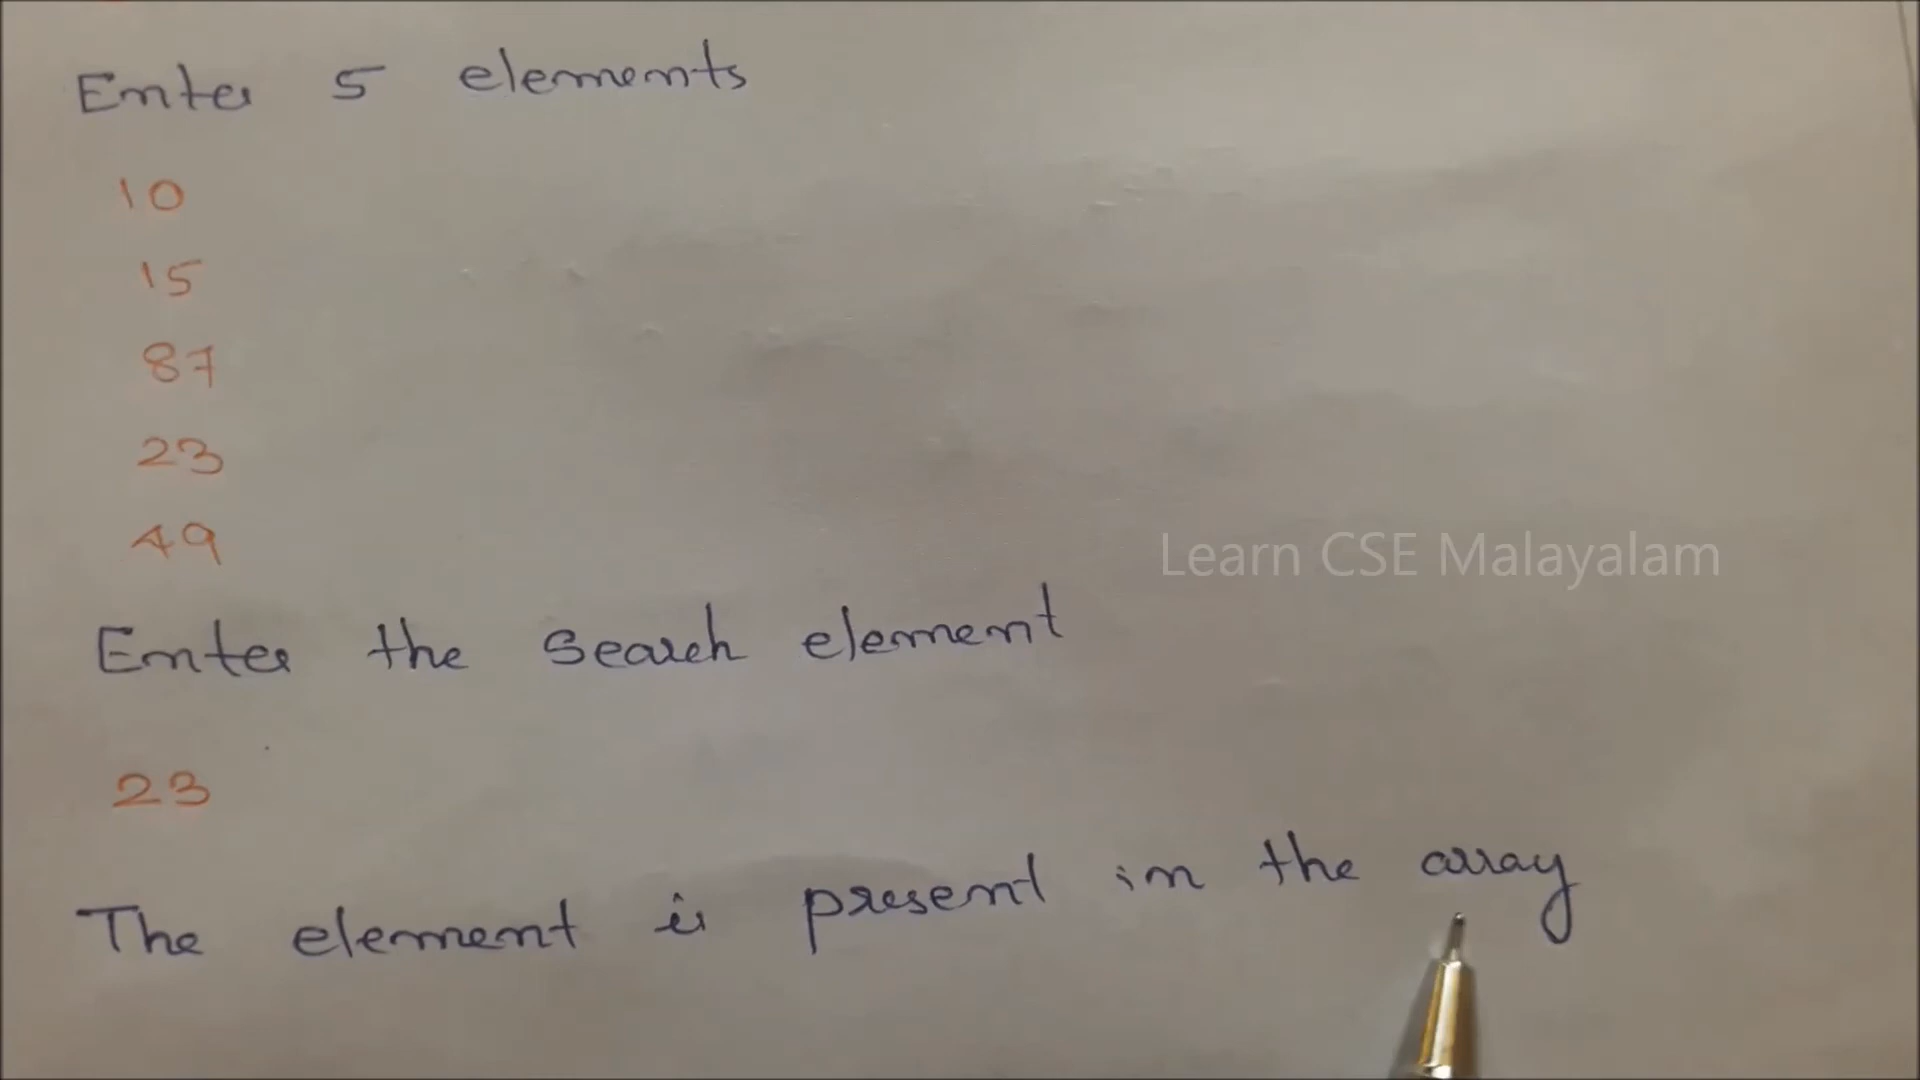 Enter 5 elements
10
15
87
23
49
Learn CSE Malayalam
Enter the search element
23
The element is present in the array